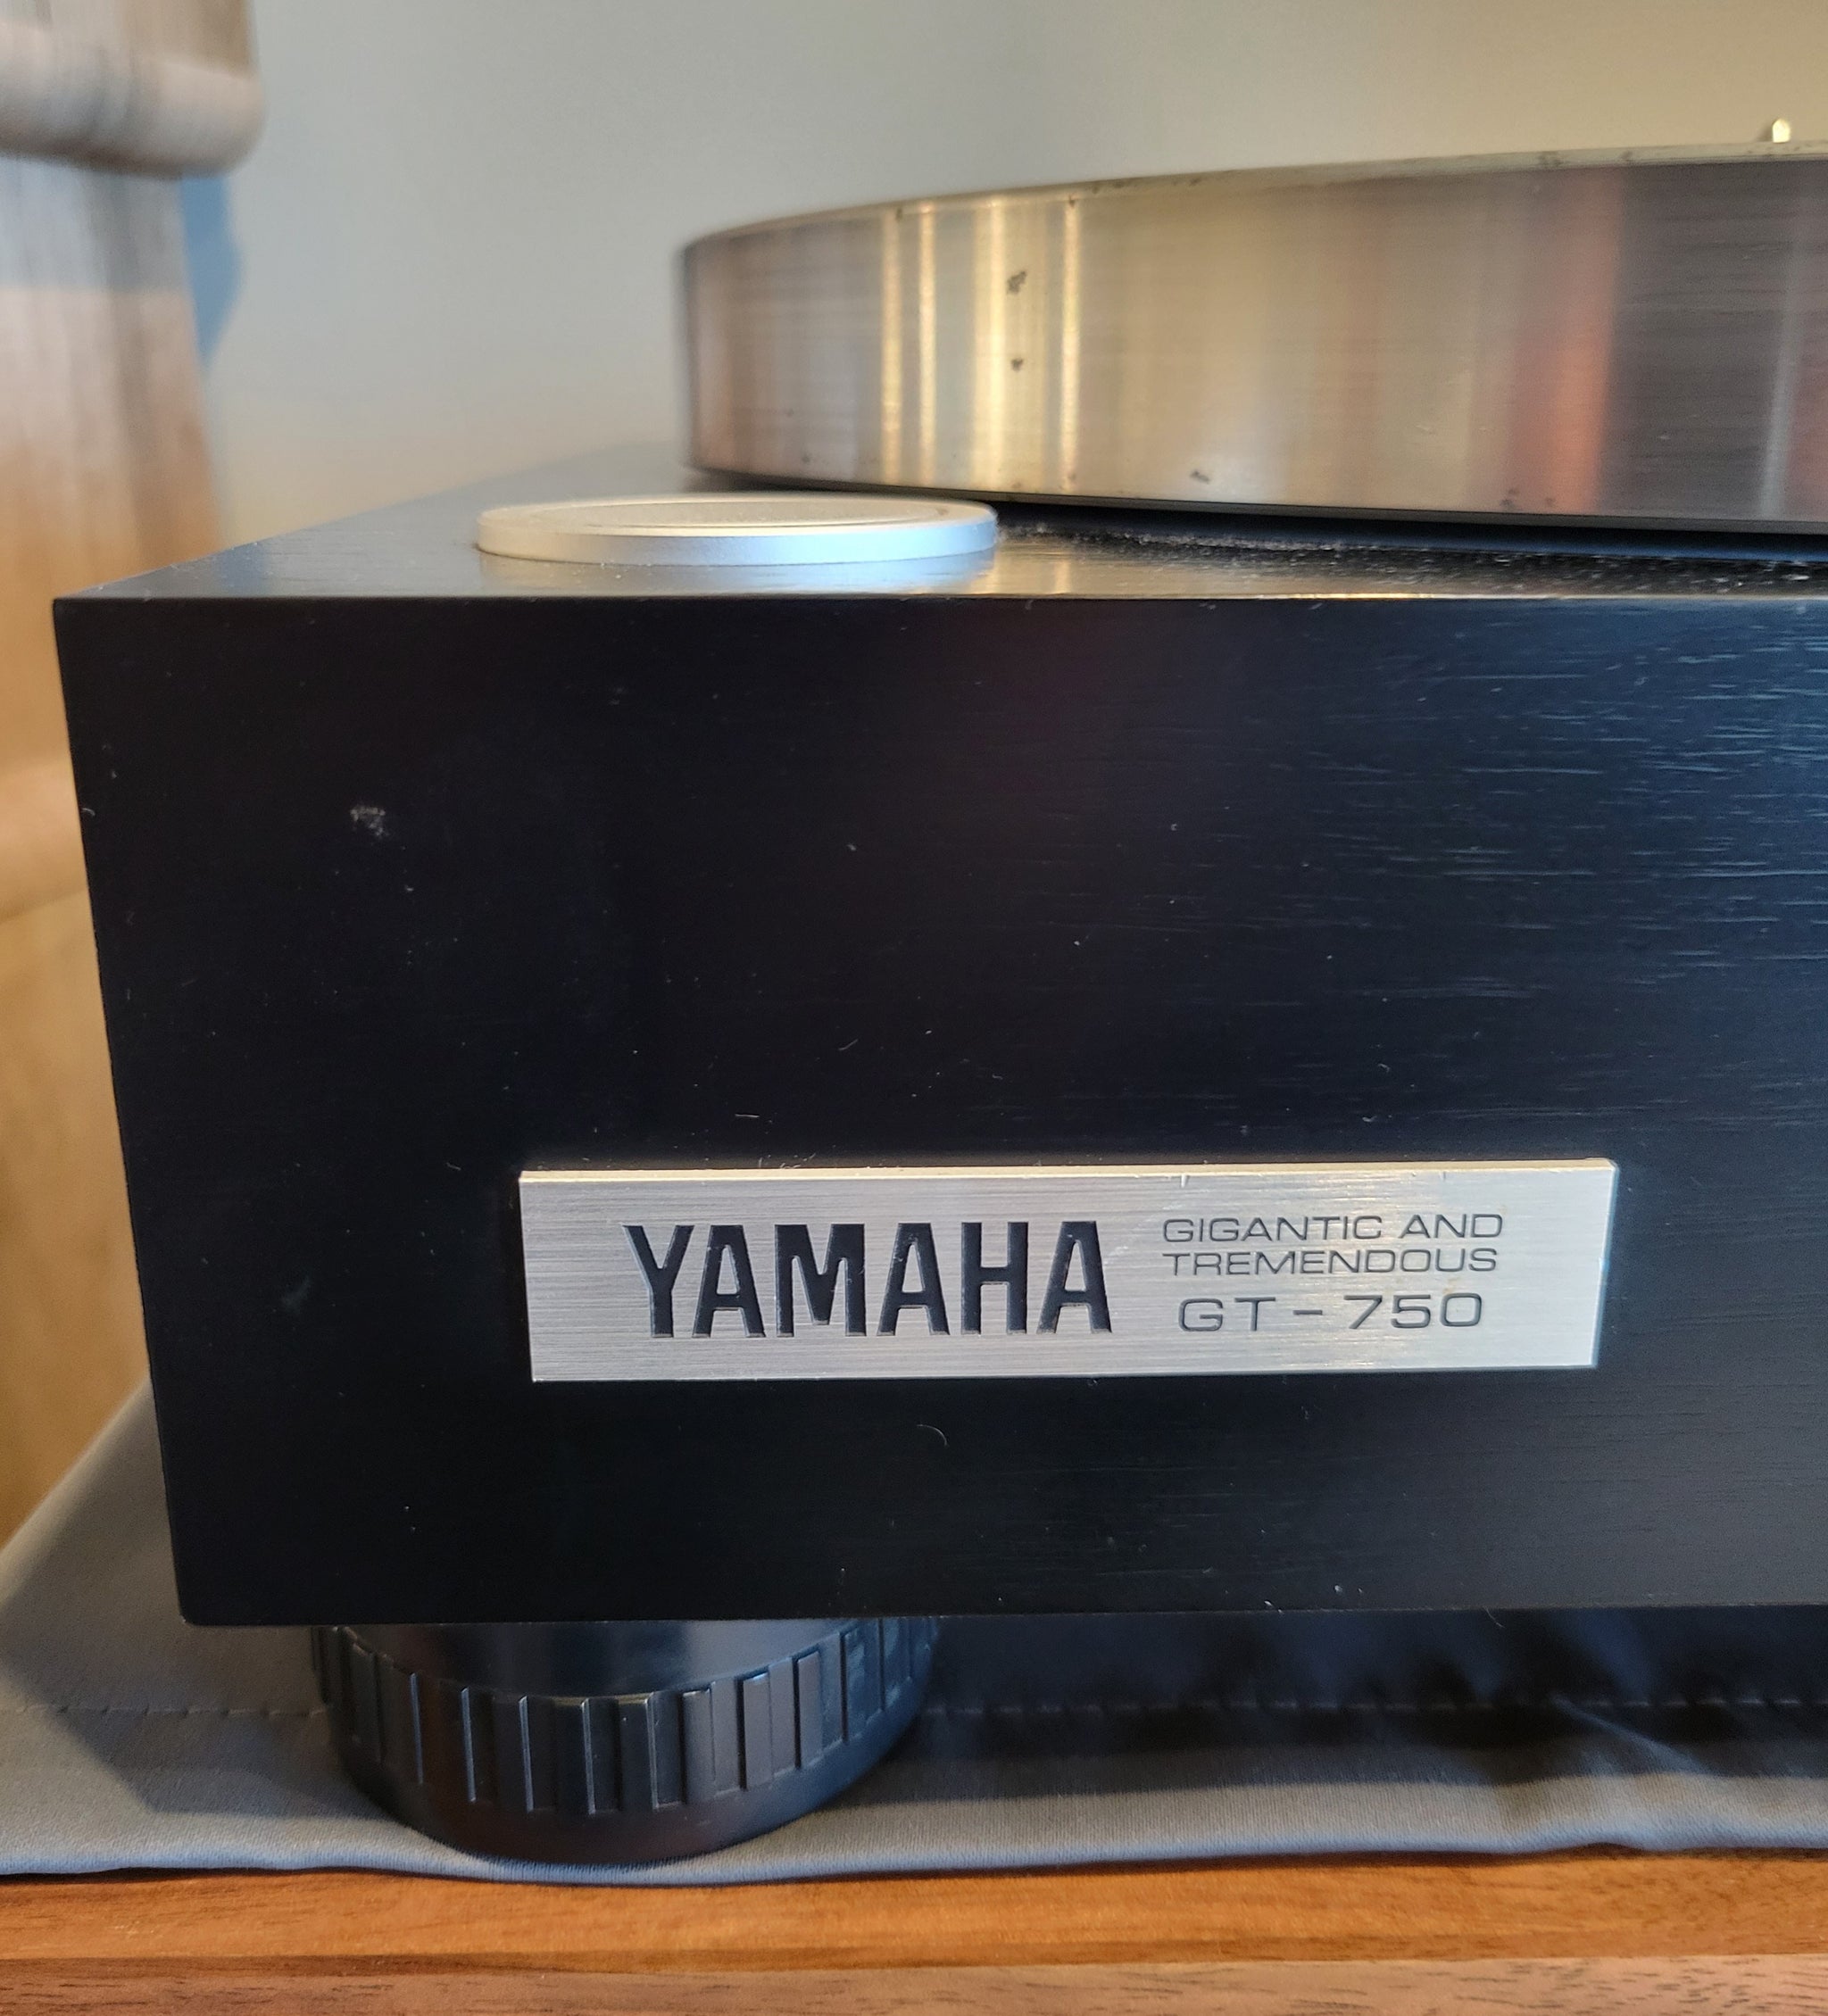 YAMAHA
GIGANTIC AND
TREMENDOUS
GT-750